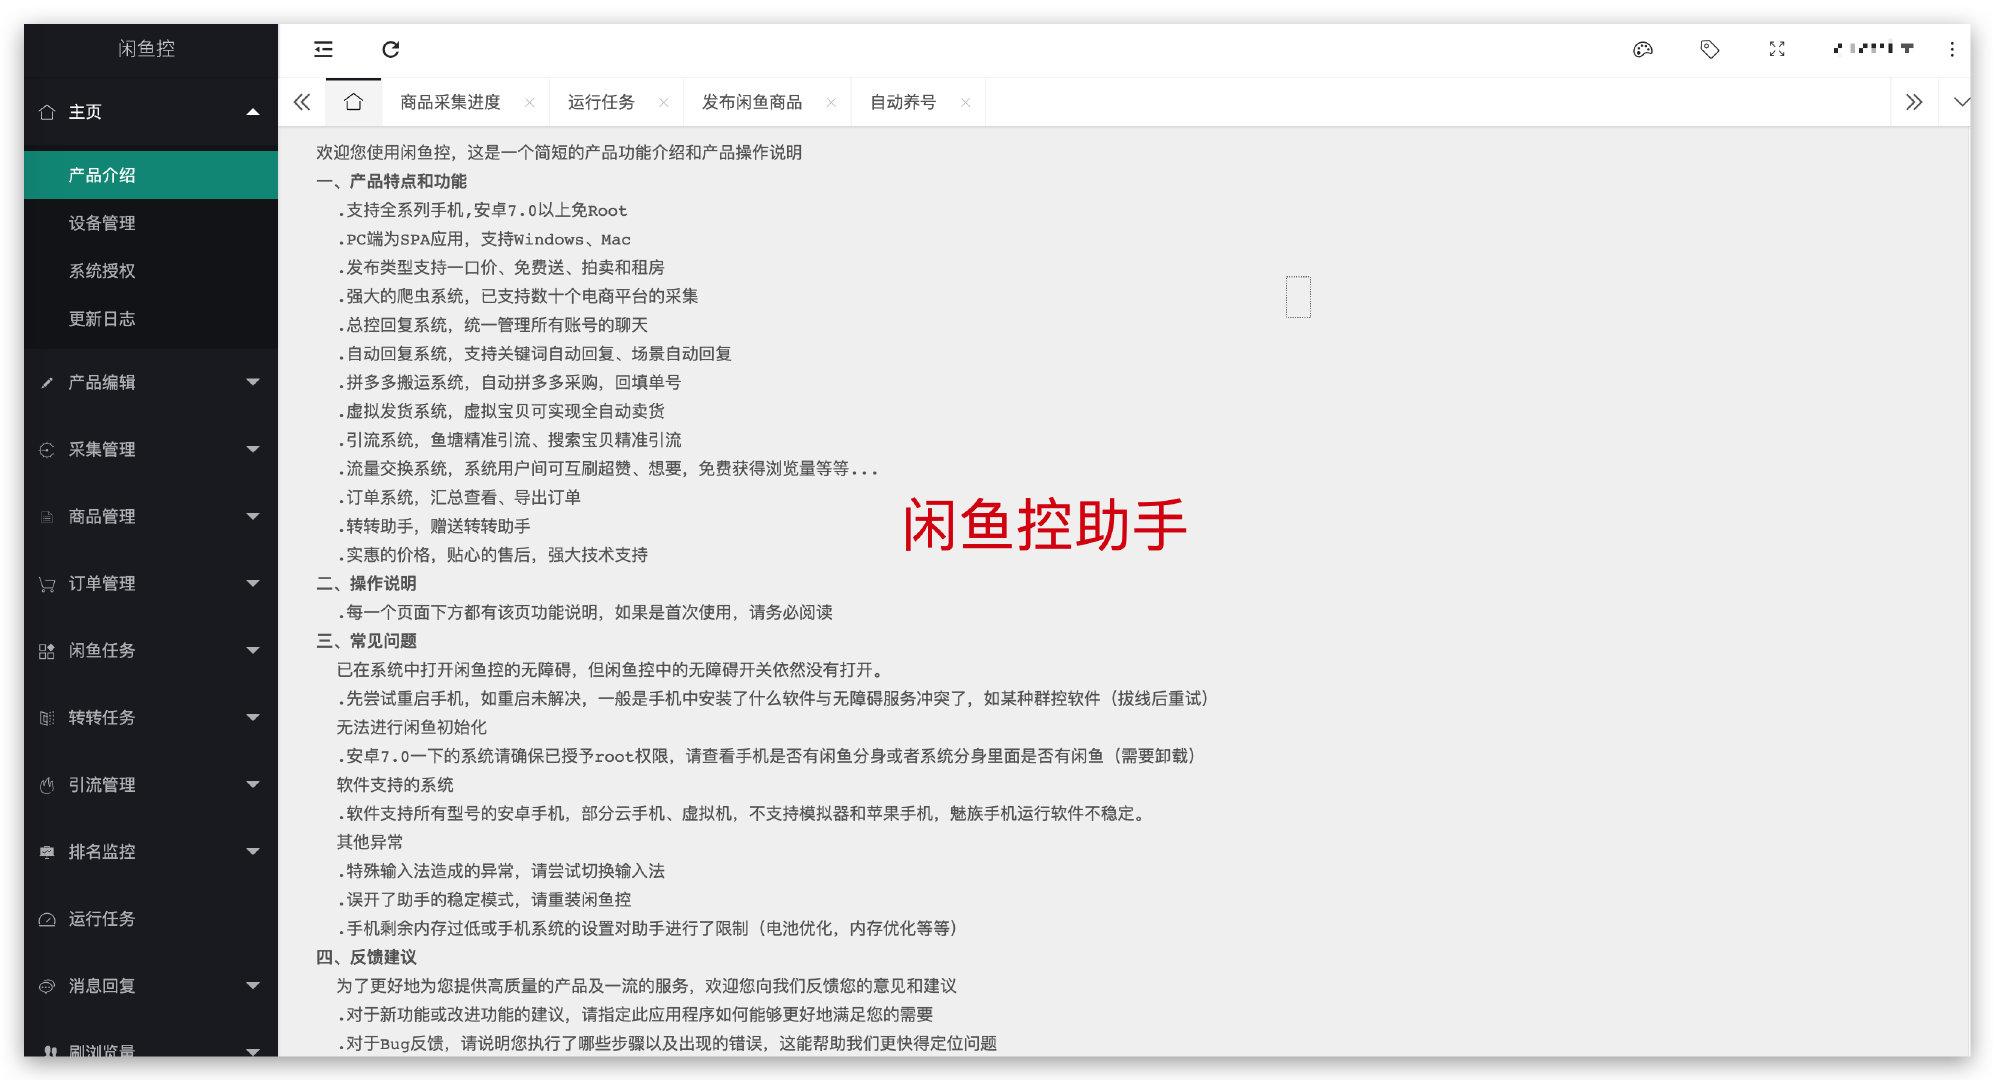 闲鱼控
主页
产品介绍
设备管理
系统授权
更新日志
产品编辑
采集管理
商品管理
订单管理
闲鱼任务
转转任务
引流管理
排名监控
运行任务
消息回复
刷浏览量
商品采集进度
运行任务
发布闲鱼商品
自动养号
欢迎您使用闲鱼控，这是一个简短的产品功能介绍和产品操作说明
一、产品特点和功能
.支持全系列手机,安卓7.0以上免Root
.PC端为SPA应用，支持Windows、Mac
.发布类型支持一口价、免费送、拍卖和租房
.强大的爬虫系统，已支持数十个电商平台的采集
.总控回复系统，统一管理所有账号的聊天
.自动回复系统，支持关键词自动回复、场景自动回复
.拼多多搬运系统，自动拼多多采购，回填单号
.虚拟发货系统，虚拟宝贝可实现全自动卖货
.引流系统，鱼塘精准引流、搜索宝贝精准引流
.流量交换系统，系统用户间可互刷超赞、想要，免费获得浏览量等等...
.订单系统，汇总查看、导出订单
.转转助手，赠送转转助手
.实惠的价格，贴心的售后，强大技术支持
闲鱼控助手
二、操作说明
.每一个页面下方都有该页功能说明，如果是首次使用，请务必阅读
三、常见问题
已在系统中打开闲鱼控的无障碍，但闲鱼控中的无障碍开关依然没有打开。
.先尝试重启手机，如重启未解决，一般是手机中安装了什么软件与无障碍服务冲突了，如某种群控软件（拔线后重试）
无法进行闲鱼初始化
.安卓7.0一下的系统请确保已授予root权限，请查看手机是否有闲鱼分身或者系统分身里面是否有闲鱼（需要卸载）
软件支持的系统
.软件支持所有型号的安卓手机，部分云手机、虚拟机，不支持模拟器和苹果手机，魅族手机运行软件不稳定。
其他异常
.特殊输入法造成的异常，请尝试切换输入法
.误开了助手的稳定模式，请重装闲鱼控
.手机剩余内存过低或手机系统的设置对助手进行了限制（电池优化，内存优化等等）
四、反馈建议
为了更好地为您提供高质量的产品及一流的服务，欢迎您向我们反馈您的意见和建议
.对于新功能或改进功能的建议，请指定此应用程序如何能够更好地满足您的需要
.对于Bug反馈，请说明您执行了哪些步骤以及出现的错误，这能帮助我们更快得定位问题